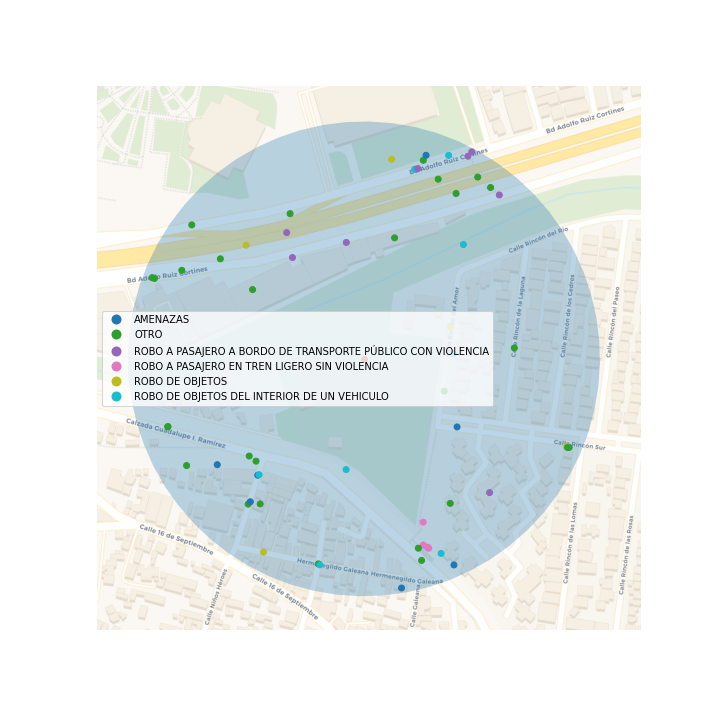 Bd Adolfo Ruiz Cortines
Bd Adolfo Ruiz Cortines
Calle Rincón del Río
Bd Adolfo Ruiz Cortines
del Amor
Calle Rincón de la Laguna
Calle Rincón de los Cedros
Calle Rincón del Paseo
AMENAZAS
OTRO
ROBO A PASAJERO A BORDO DE TRANSPORTE PÚBLICO CON VIOLENCIA
ROBO A PASAJERO EN TREN LIGERO SIN VIOLENCIA
ROBO DE OBJETOS
ROBO DE OBJETOS DEL INTERIOR DE UN VEHICULO
Calzada Guadalupe I. Ramírez
Calle Rincón Sur
Calle 16 de Septiembre
Hermenegildo Galeana Hermenegildo Galeana
Calle 16 de Septiembre
Calle Niños Héroes
Calle Galeana
Calle Rincón de las Lomas
Calle Rincón de las Rosas